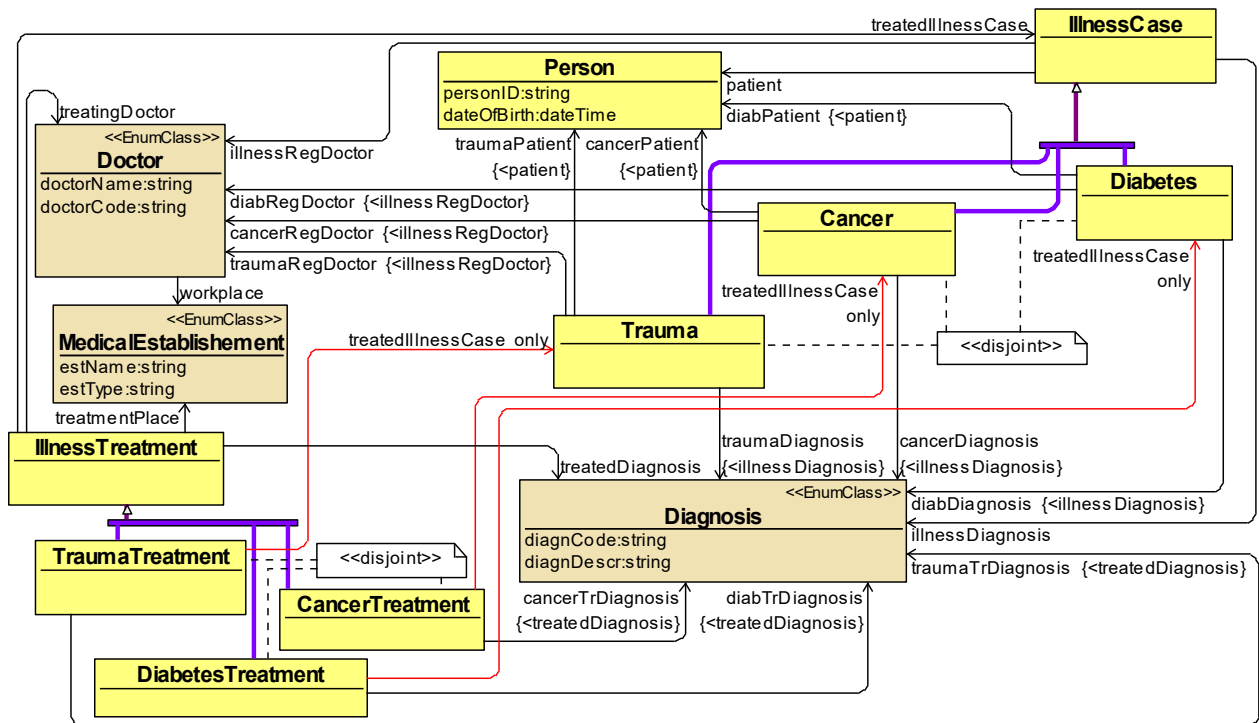 treatedIllnessCase
IllnessCase
Person
personID:string
dateOfBirth:dateTime
patient
treatingDoctor
diabPatient {<patient}
<<EnumClass>>
Doctor
doctorName:string
doctorCode:string
illnessRegDoctor
traumaPatient
{<patient}
cancerPatient
{<patient}
Diabetes
diabRegDoctor {<illnessRegDoctor}
Cancer
cancerRegDoctor {<illnessRegDoctor}
traumaRegDoctor {<illnessRegDoctor}
treatedIllnessCase
only
treatedIllnessCase
only
workplace
<<EnumClass>>
MedicalEstablishement
estName:string
estType:string
treatedIllnessCase only
Trauma
<<disjoint>>
treatmentPlace
IllnessTreatment
treatedDiagnosis
traumaDiagnosis
{<illnessDiagnosis}
cancerDiagnosis
{<illnessDiagnosis}
<<EnumClass>>
Diagnosis
diagnCode:string
diagnDescr:string
diabDiagnosis {<illnessDiagnosis}
illnessDiagnosis
traumaTrDiagnosis {<treatedDiagnosis}
TraumaTreatment
<<disjoint>>
CancerTreatment
cancerTrDiagnosis
{<treatedDiagnosis}
diabTrDiagnosis
{<treatedDiagnosis}
DiabetesTreatment